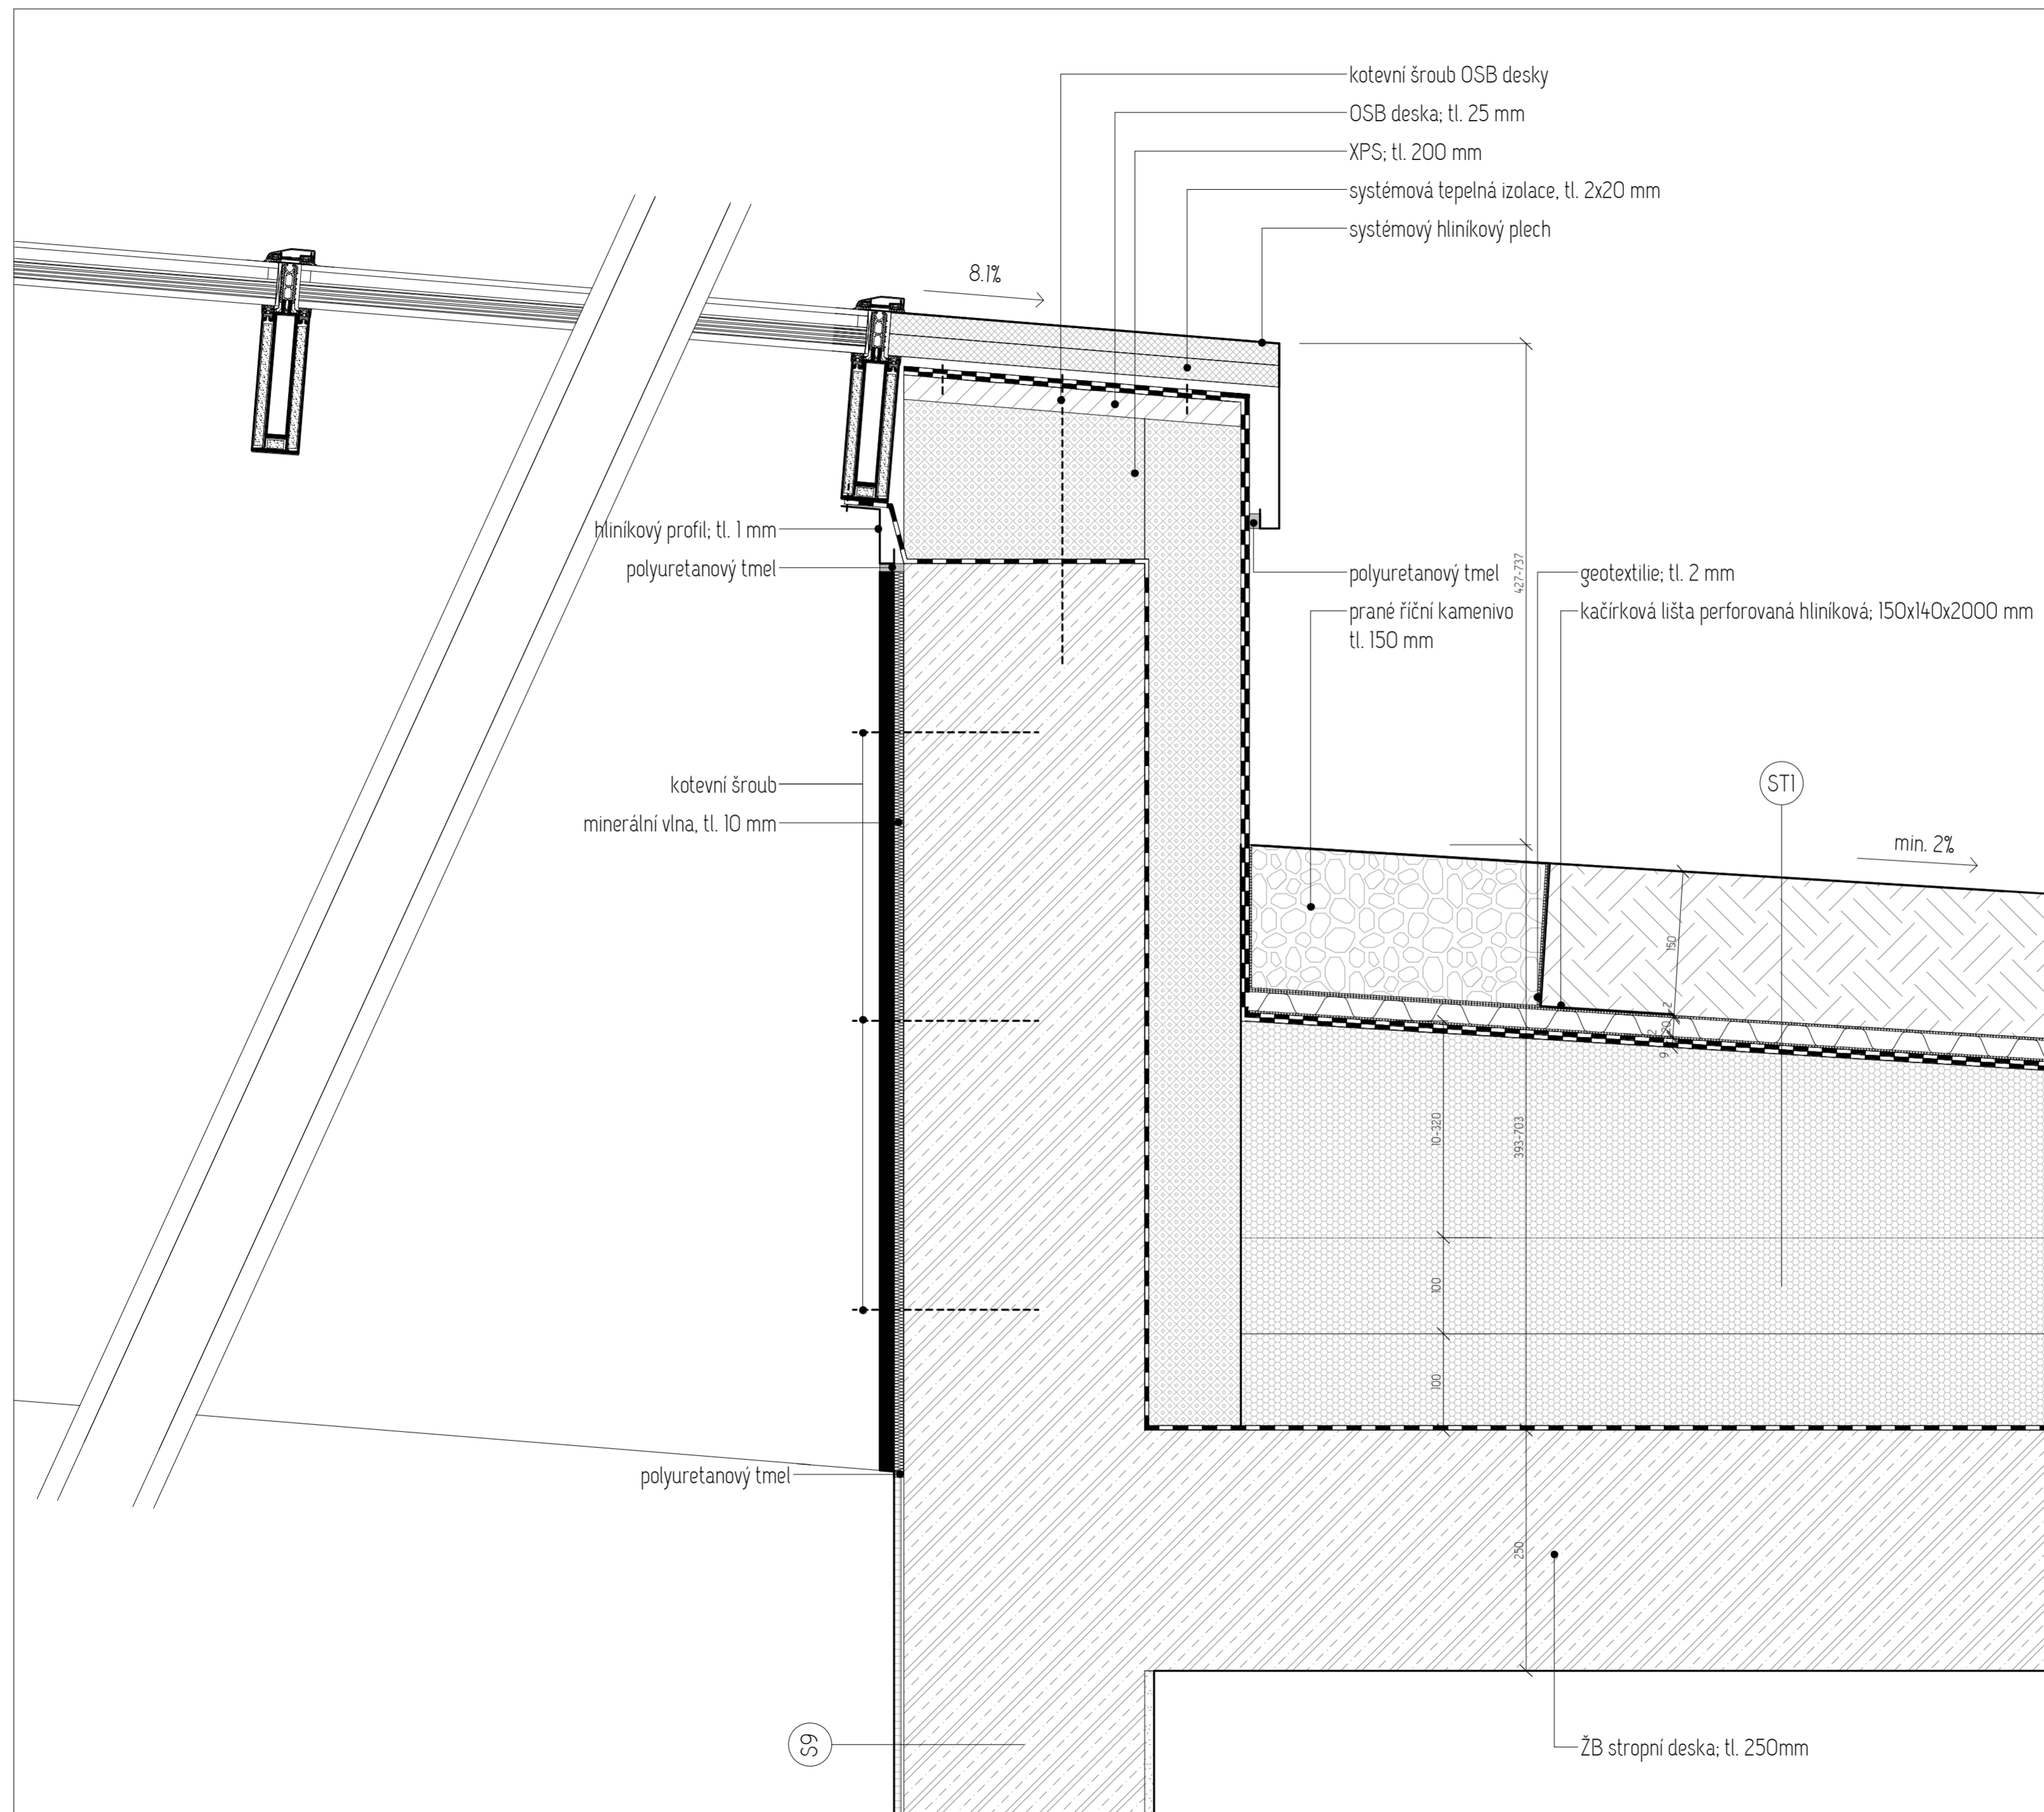 kotevní šroub OSB desky
OSB deska; tl. 25 mm
XPS; tl. 200 mm
systémová tepelná izolace, tl. 2x20 mm
systémový hliníkový plech
8.1%
hliníkový profil; tl. 1 mm
polyuretanový tmel
polyuretanový tmel
prané říční kamenivo
tl. 150 mm
427-737
geotextilie; tl. 2 mm
kačírková lišta perforovaná hliníková; 150x140x2000 mm
kotevní šroub
minerální vlna, tl. 10 mm
ST1
min. 2%
150
2
20
2
9
10-320
393-703
100
100
polyuretanový tmel
250
S9
ŽB stropní deska; tl. 250mm